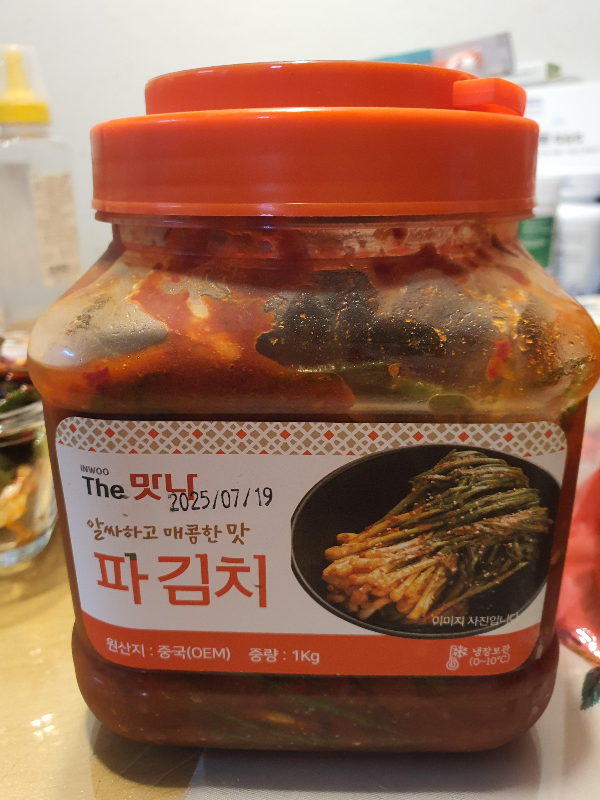 INWOO
The 맛나
2025/07/19
알싸하고 매콤한 맛
파김치
이미지 사진입니다
원산지 : 중국(OEM) 중량 : 1Kg
냉장보관
(0~10℃)